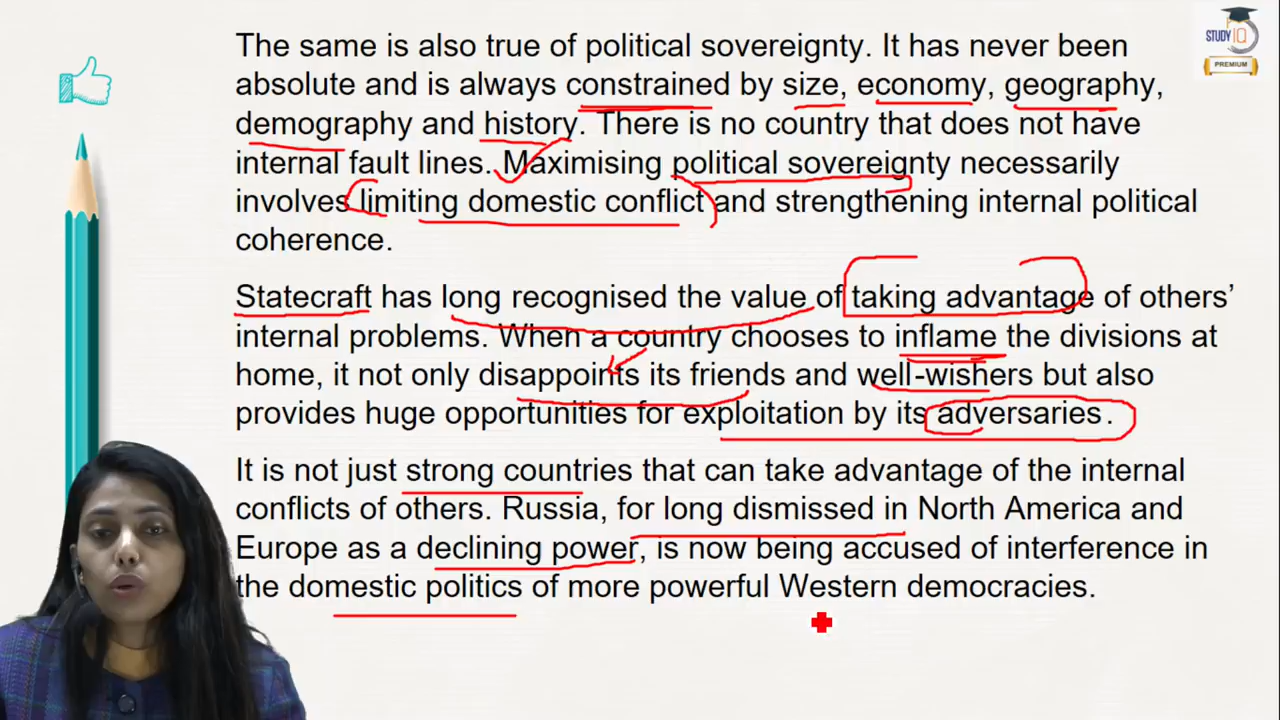 STUDY IQ
PREMIUM
The same is also true of political sovereignty. It has never been
absolute and is always constrained by size, economy, geography,
demography and history. There is no country that does not have
internal fault lines. Maximising political sovereignty necessarily
involves limiting domestic conflict and strengthening internal political
coherence.
Statecraft has long recognised the value of taking advantage of others’
internal problems. When a country chooses to inflame the divisions at
home, it not only disappoints its friends and well-wishers but also
provides huge opportunities for exploitation by its adversaries.
It is not just strong countries that can take advantage of the internal
conflicts of others. Russia, for long dismissed in North America and
Europe as a declining power, is now being accused of interference in
the domestic politics of more powerful Western democracies.